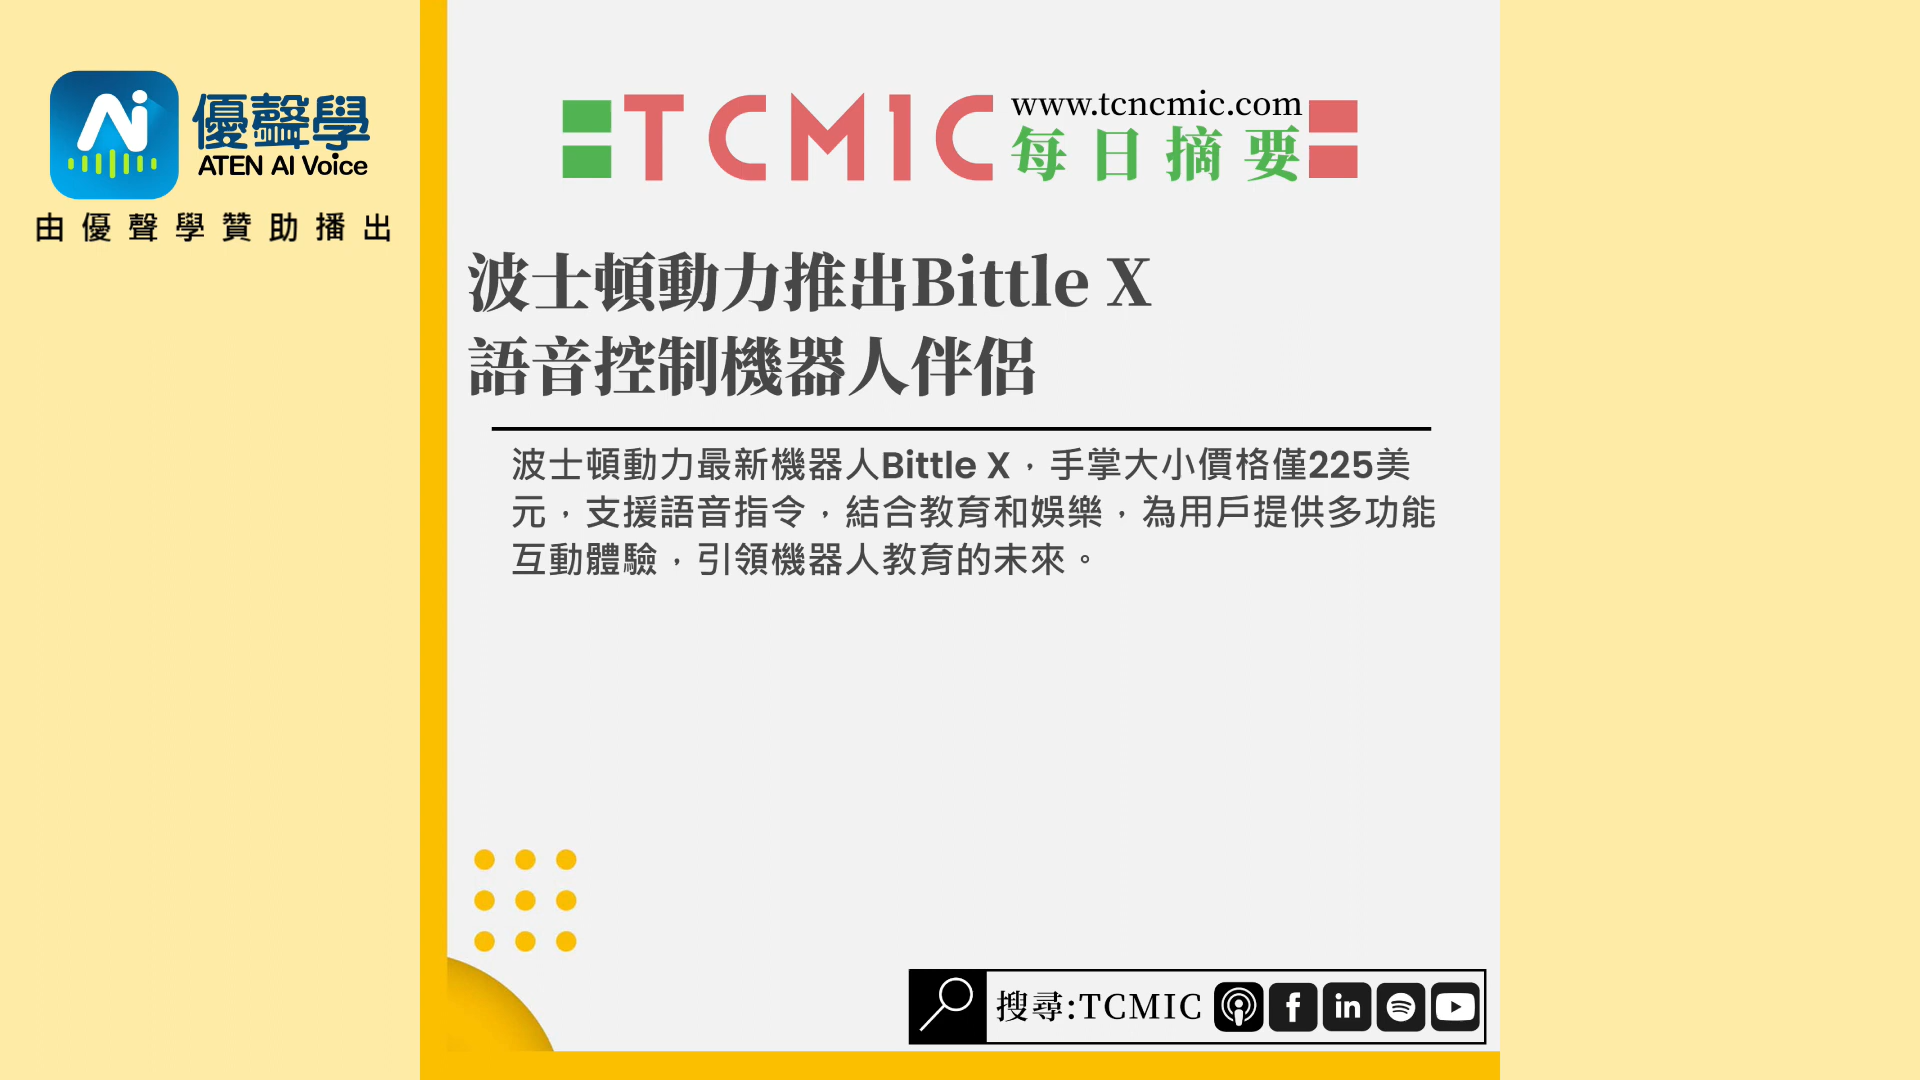 Ai
優聲學
ATEN AI Voice
由優聲學贊助播出
TCMIC
www.tcncmic.com
每日摘要
波士頓動力推出Bittle X
語音控制機器人伴侶
波士頓動力最新機器人Bittle X，手掌大小價格僅225美
元，支援語音指令，結合教育和娛樂，為用戶提供多功能
互動體驗，引領機器人教育的未來。
搜尋:TCMIC